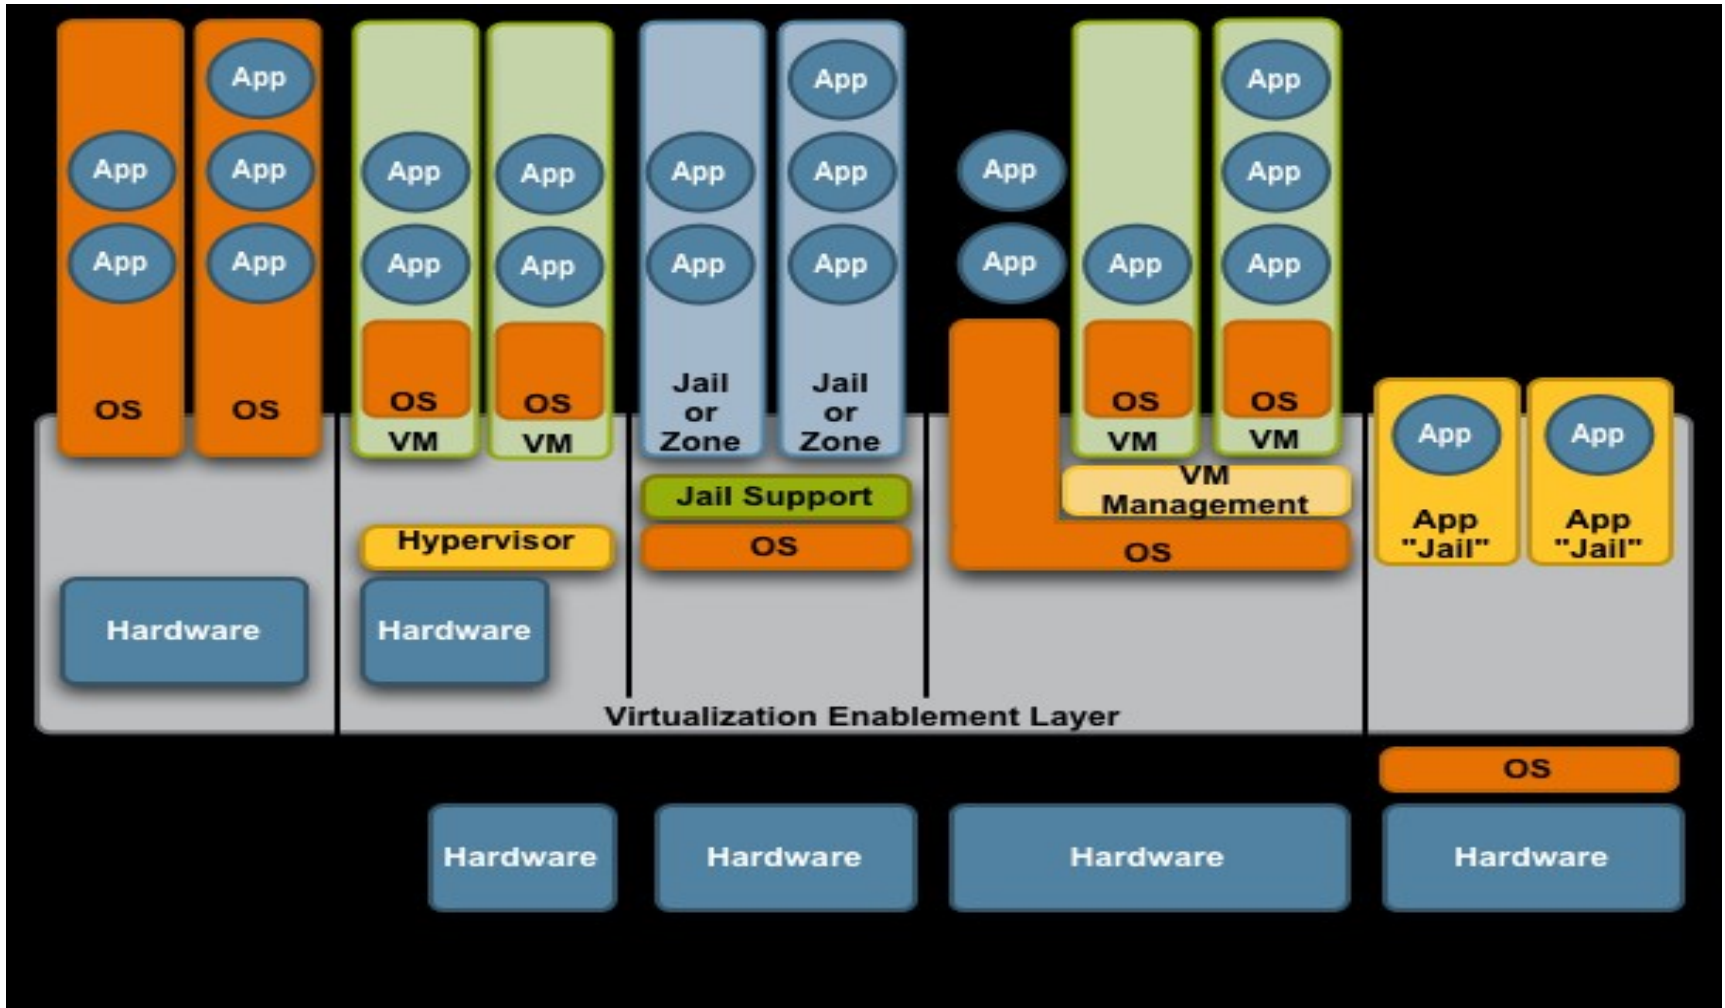 App
App
OS
App
App
App
OS
App
App
OS
VM
App
App
OS
VM
App
App
Jail
or
Zone
App
App
App
Jail
or
Zone
App
App
App
OS
VM
App
App
App
OS
VM
App
App
"Jail"
App
App
"Jail"
Hypervisor
Jail Support
OS
VM
Management
OS
Hardware
Hardware
Virtualization Enablement Layer
OS
Hardware
Hardware
Hardware
Hardware